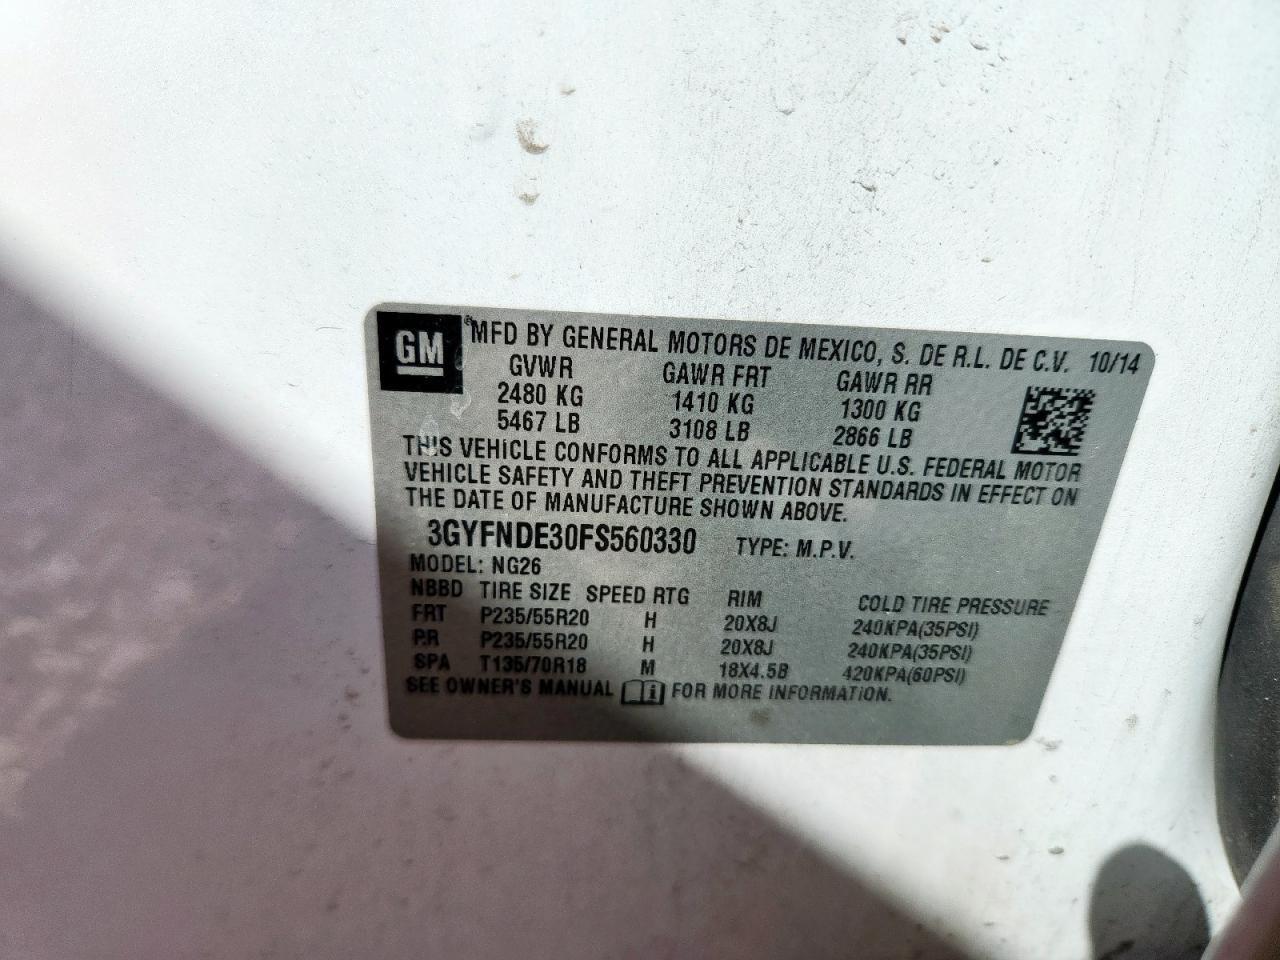 GM
® MFD BY GENERAL MOTORS DE MEXICO, S. DE R.L. DE C.V. 10/14
GVWR GAWR FRT GAWR RR
2480 KG 1410 KG 1300 KG
5467 LB 3108 LB 2866 LB
THIS VEHICLE CONFORMS TO ALL APPLICABLE U.S. FEDERAL MOTOR
VEHICLE SAFETY AND THEFT PREVENTION STANDARDS IN EFFECT ON
THE DATE OF MANUFACTURE SHOWN ABOVE.
3GYFNDE30FS560330 TYPE: M.P.V.
MODEL: NG26
NBBD TIRE SIZE SPEED RTG RIM COLD TIRE PRESSURE
FRT P235/55R20 H 20X8J 240KPA(35PSI)
RR P235/55R20 H 20X8J 240KPA(35PSI)
SPA T135/70R18 M 18X4.5B 420KPA(60PSI)
SEE OWNER'S MANUAL FOR MORE INFORMATION.